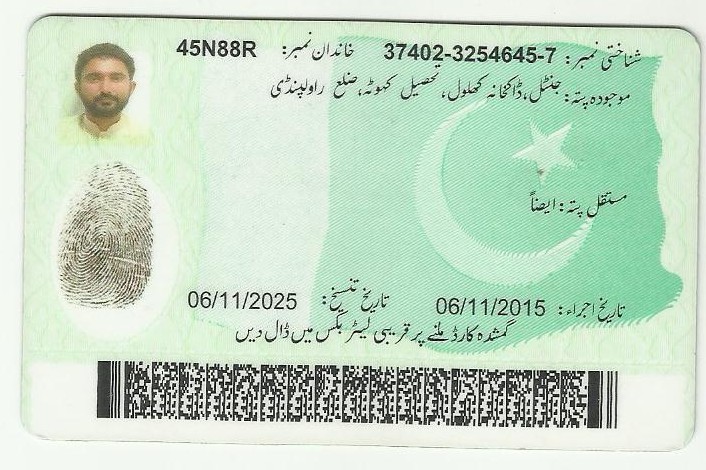 شناختی نمبر: 37402-3254645-7 خاندان نمبر: 45N88R
موجودہ پتہ: جنٹل، ڈاکخانہ کھلول، تحصیل کہوٹہ، ضلع راولپنڈی
مستقل پتہ: ایضاً
تاریخ اجراء: 06/11/2015 تاریخ تنسیخ: 06/11/2025
گمشدہ کارڈ ملنے پر قریبی لیٹر بکس میں ڈال دیں